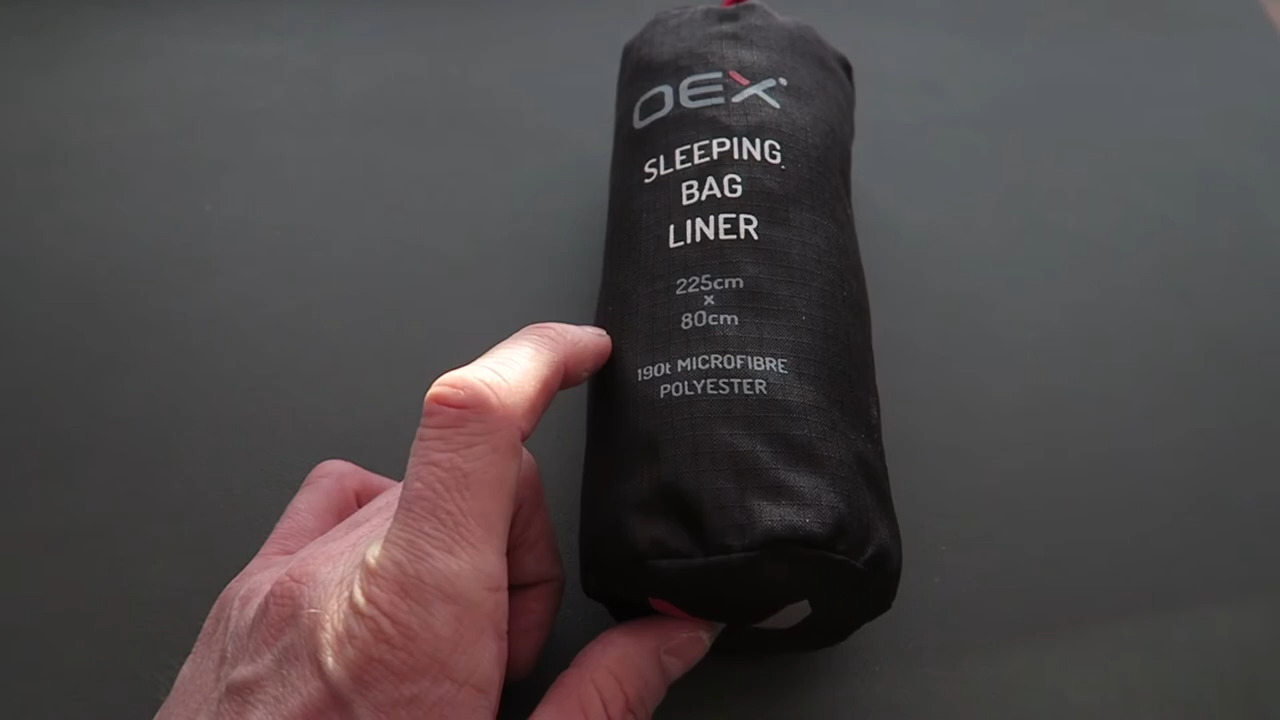 OEX
SLEEPING
BAG
LINER
225cm
x
80cm
190t MICROFIBRE
POLYESTER